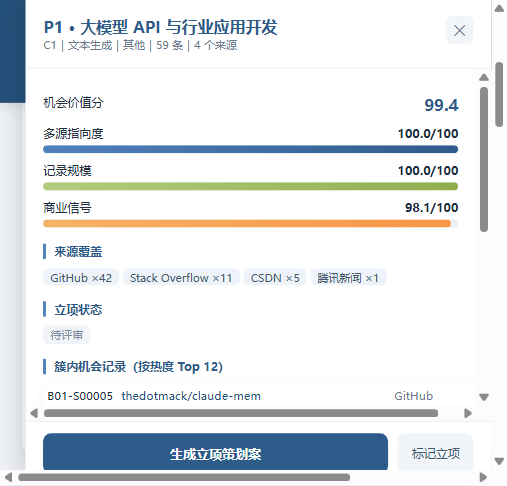 P1 • 大模型 API 与行业应用开发
C1 | 文本生成 | 其他 | 59 条 | 4 个来源
机会价值分 99.4
多源指向度 100.0/100
记录规模 100.0/100
商业信号 98.1/100
来源覆盖
GitHub ×42 Stack Overflow ×11 CSDN ×5 腾讯新闻 ×1
立项状态
待评审
簇内机会记录（按热度 Top 12）
B01-S00005 thedotmack/claude-mem GitHub
生成立项策划案 标记立项